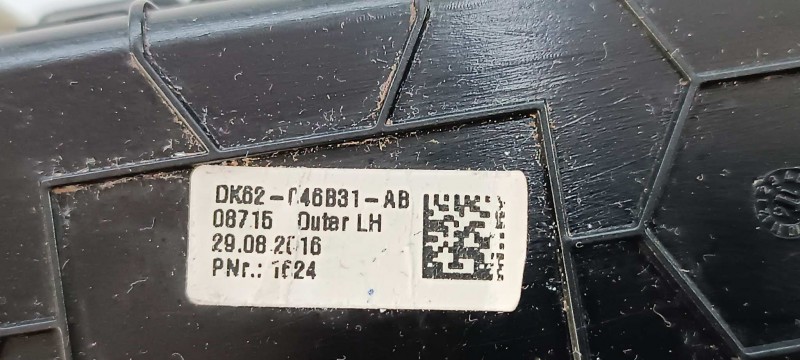 DK62-046B31-AB
08715 Outer LH
29.08.2016
PNr.: 1624